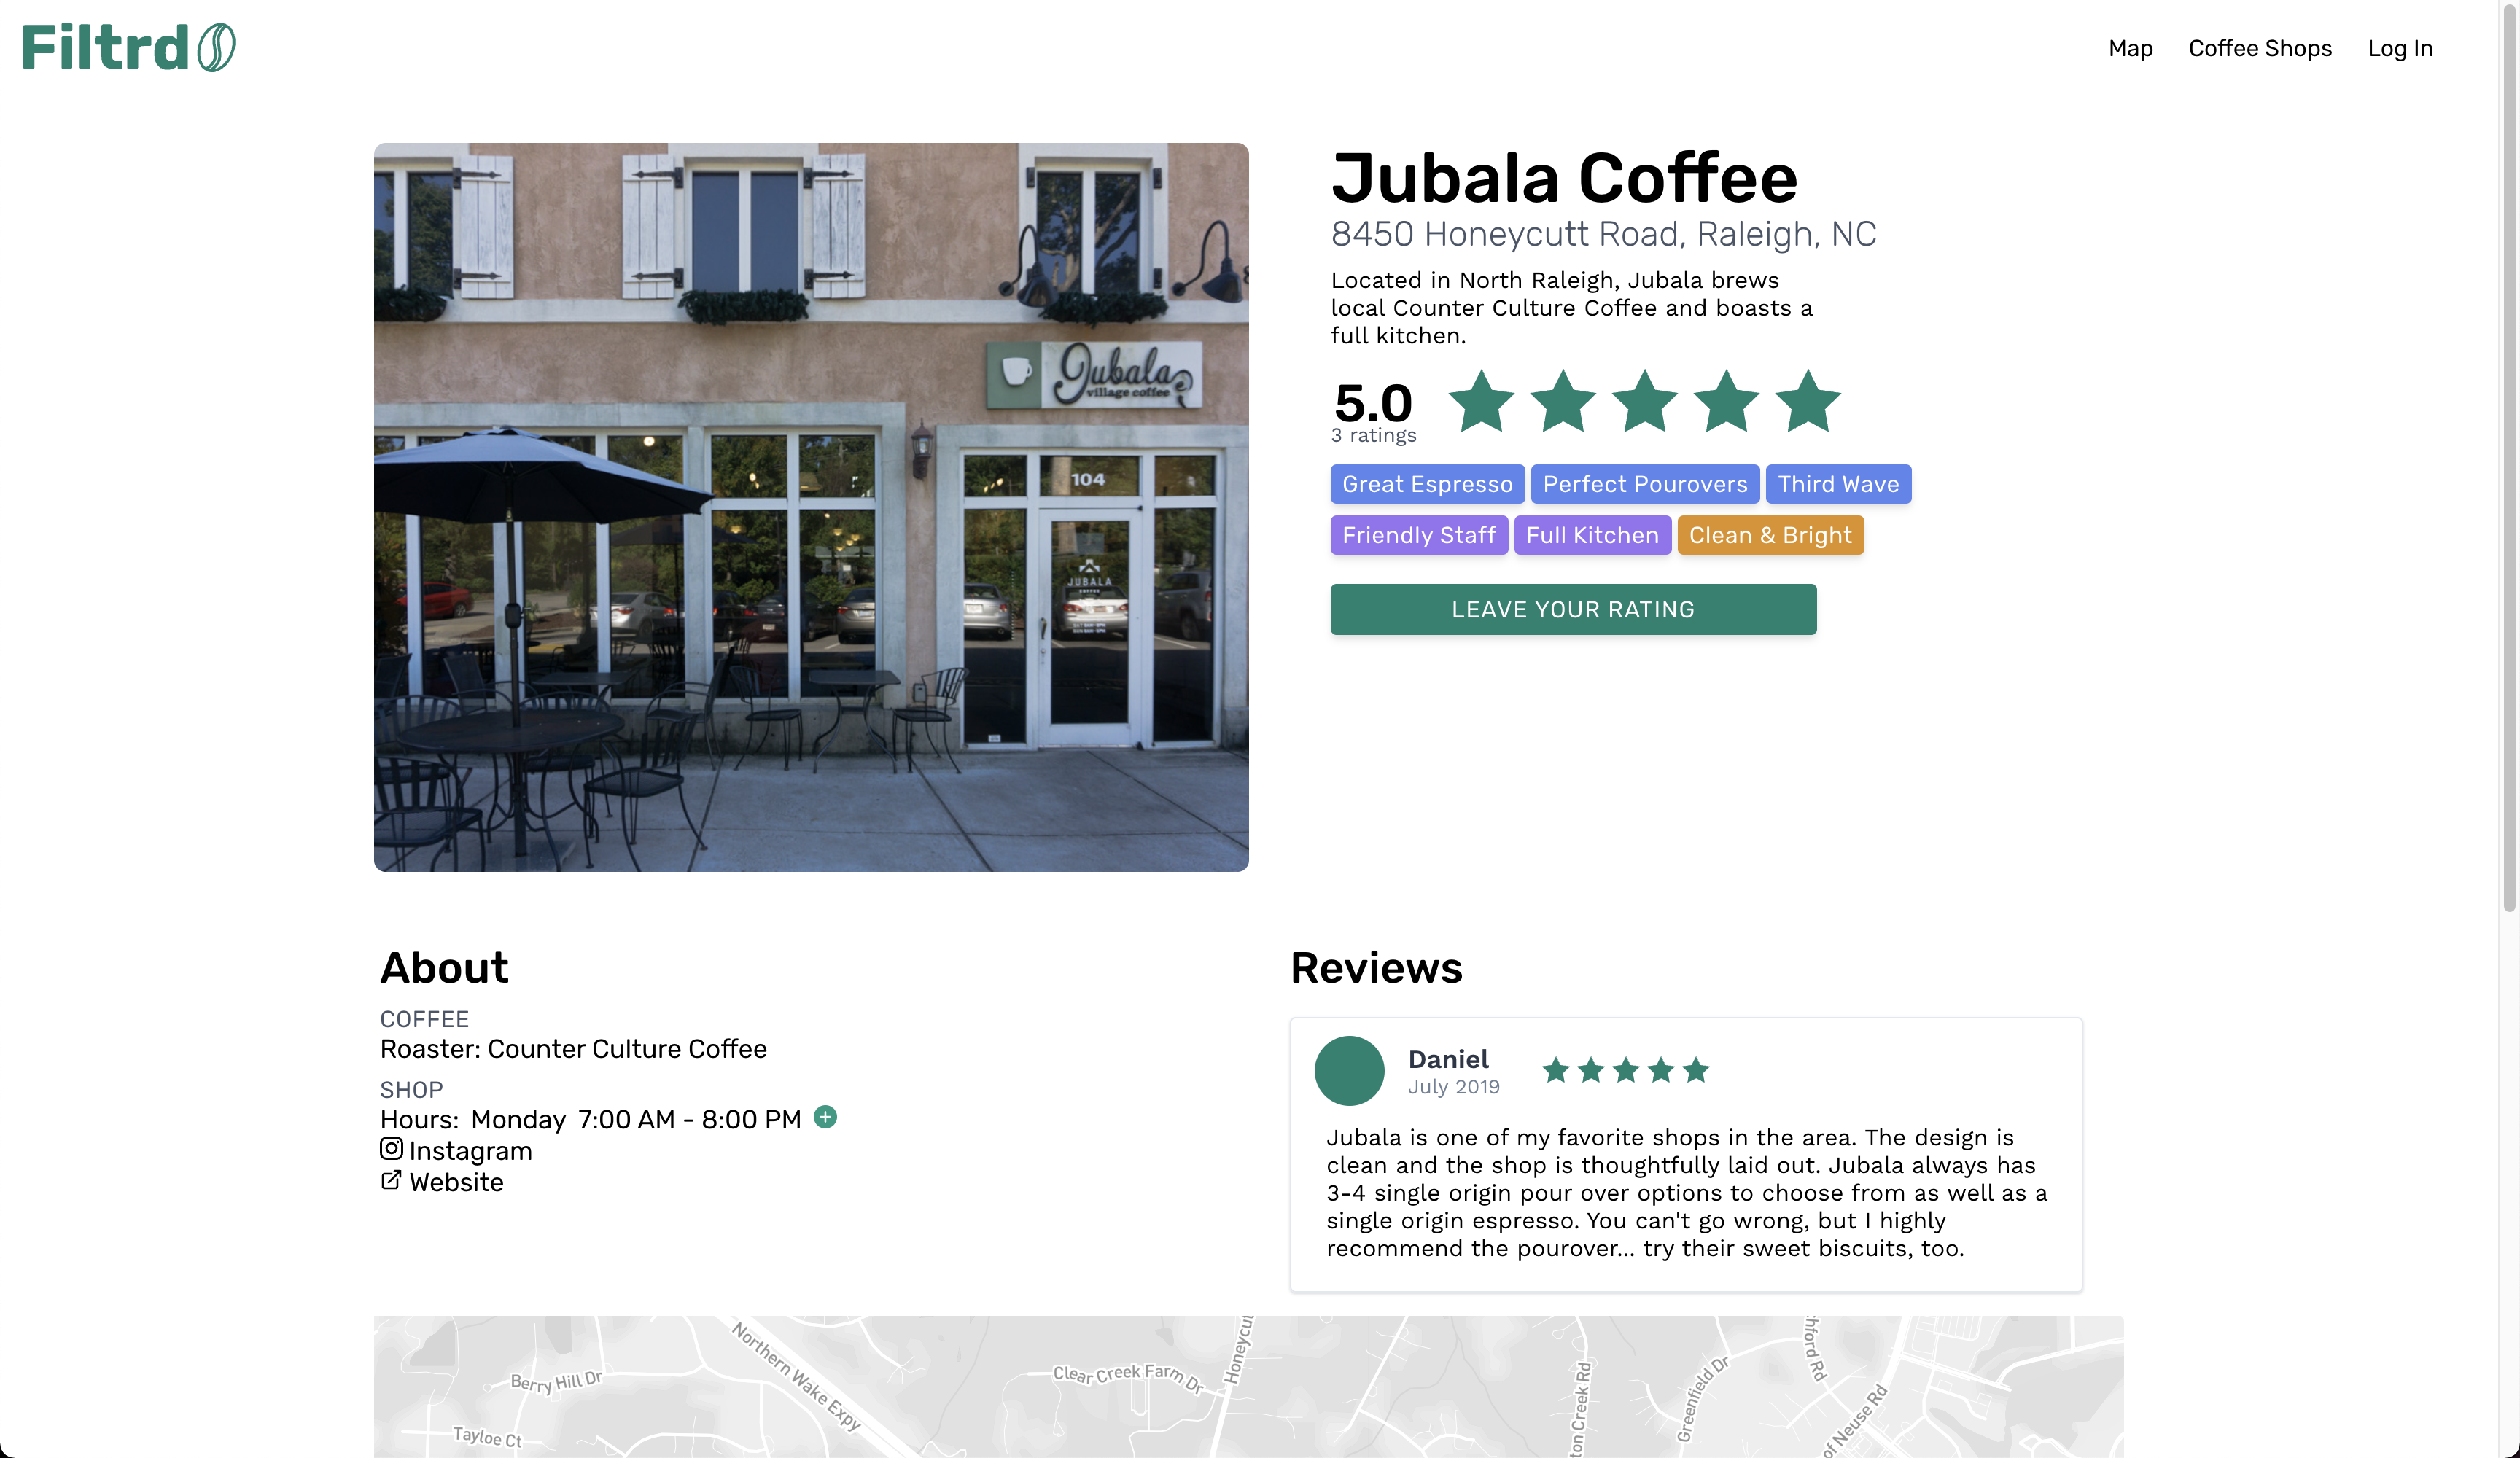 Filtrd
Map
Coffee Shops
Log In
Jubala
village coffee
104
JUBALA
COFFEE
Jubala Coffee
8450 Honeycutt Road, Raleigh, NC
Located in North Raleigh, Jubala brews
local Counter Culture Coffee and boasts a
full kitchen.
5.0
3 ratings
Great Espresso
Perfect Pourovers
Third Wave
Friendly Staff
Full Kitchen
Clean & Bright
LEAVE YOUR RATING
About
COFFEE
Roaster: Counter Culture Coffee
SHOP
Hours: Monday 7:00 AM - 8:00 PM
Instagram
Website
Reviews
Daniel
July 2019
Jubala is one of my favorite shops in the area. The design is
clean and the shop is thoughtfully laid out. Jubala always has
3-4 single origin pour over options to choose from as well as a
single origin espresso. You can't go wrong, but I highly
recommend the pourover... try their sweet biscuits, too.
Northern Wake Expy
Berry Hill Dr
Tayloe Ct
Clear Creek Farm Dr
Honeycu
ton Creek Rd
Greenfield Dr
hford Rd
of Neuse Rd